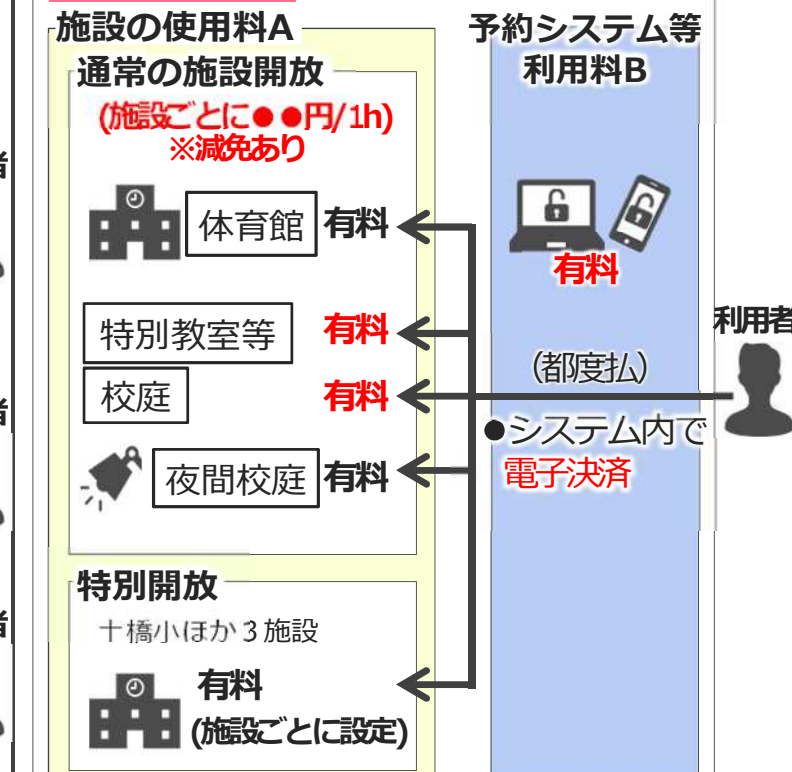 施設の使用料A
通常の施設開放
(施設ごとに●●円/1h)
※減免あり
体育館 有料
特別教室等 有料
校庭 有料
夜間校庭 有料
特別開放
十橋小ほか3施設
有料
(施設ごとに設定)
予約システム等
利用料B
有料
(都度払)
●システム内で
電子決済
利用者